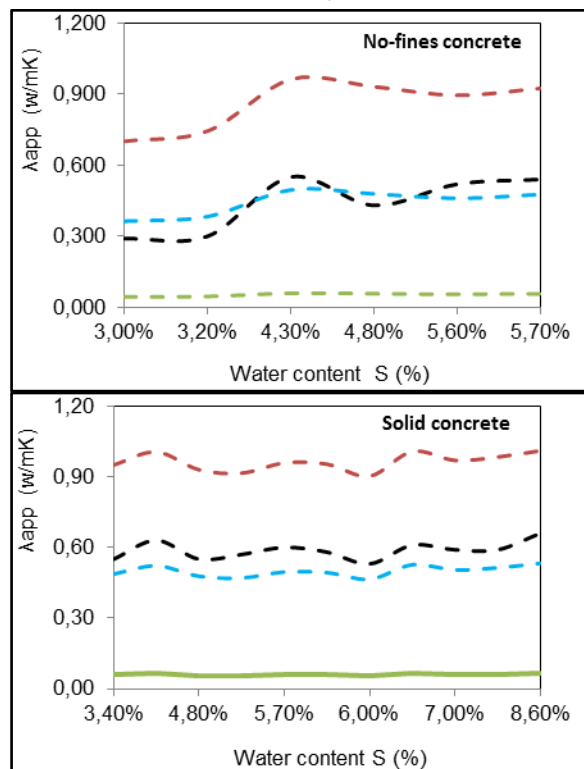 No-fines concrete
λapp (w/mK)
1,200
0,900
0,600
0,300
0,000
3,00% 3,20% 4,30% 4,80% 5,60% 5,70%
Water content S (%)
Solid concrete
λapp (w/mK)
1,20
0,90
0,60
0,30
0,00
3,40% 4,80% 5,70% 6,00% 7,00% 8,60%
Water content S (%)